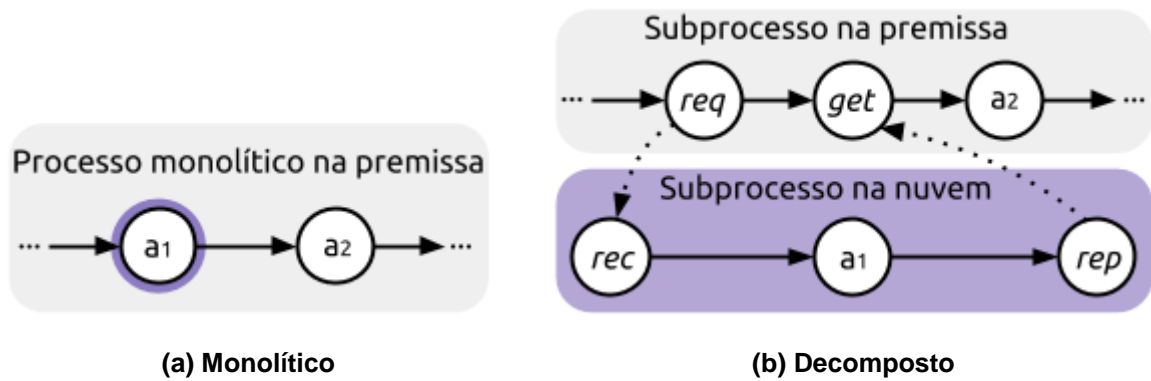 Processo monolítico na premissa
... a1 a2 ...
(a) Monolítico
Subprocesso na premissa
... req get a2 ...
Subprocesso na nuvem
rec a1 rep
(b) Decomposto